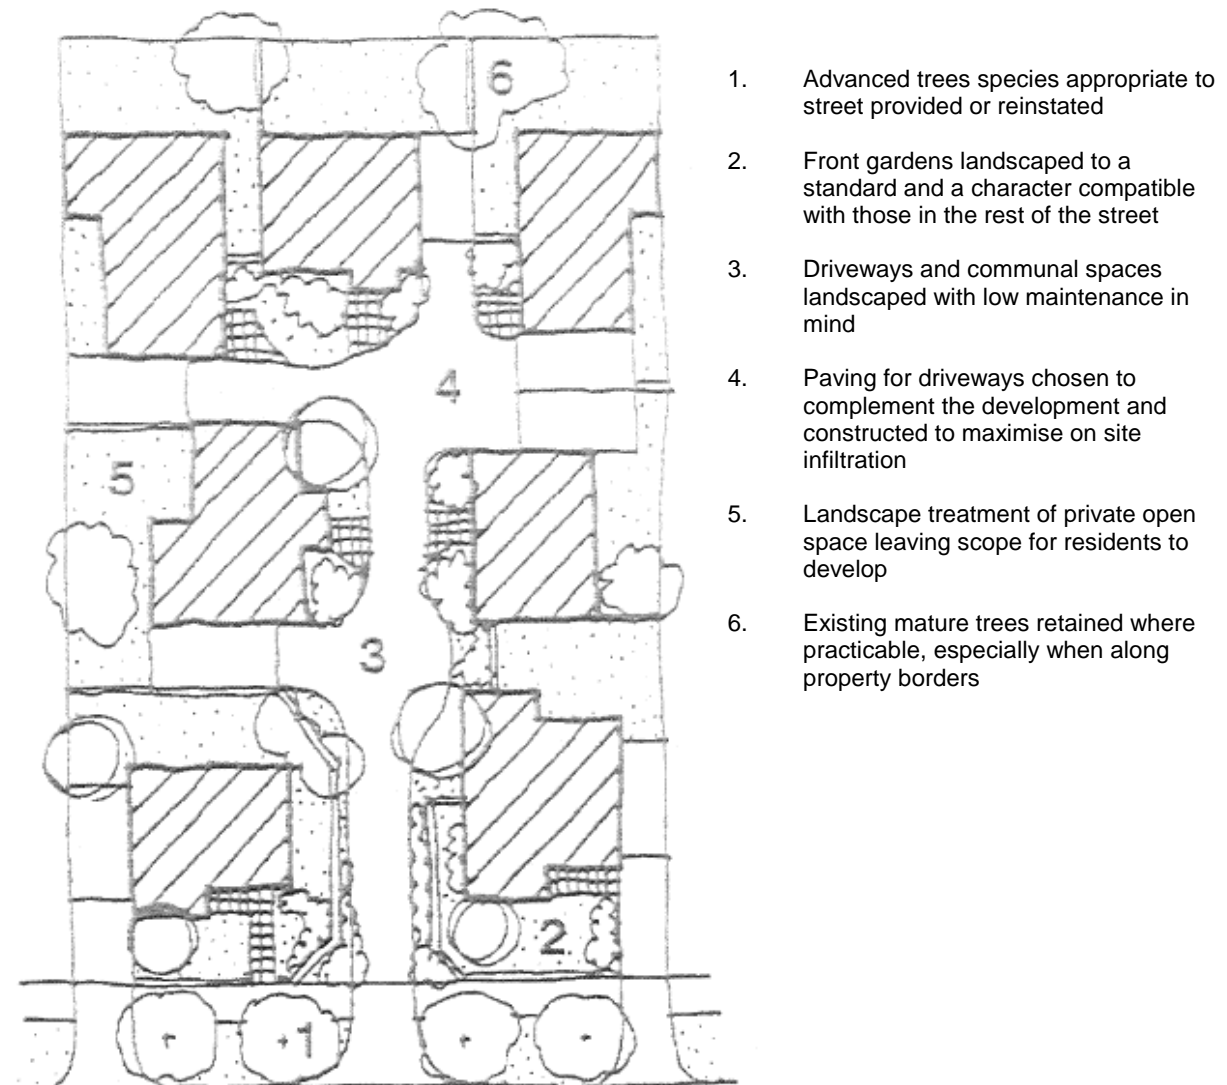 6
4
5
3
2
1
1. Advanced trees species appropriate to
street provided or reinstated
2. Front gardens landscaped to a
standard and a character compatible
with those in the rest of the street
3. Driveways and communal spaces
landscaped with low maintenance in
mind
4. Paving for driveways chosen to
complement the development and
constructed to maximise on site
infiltration
5. Landscape treatment of private open
space leaving scope for residents to
develop
6. Existing mature trees retained where
practicable, especially when along
property borders